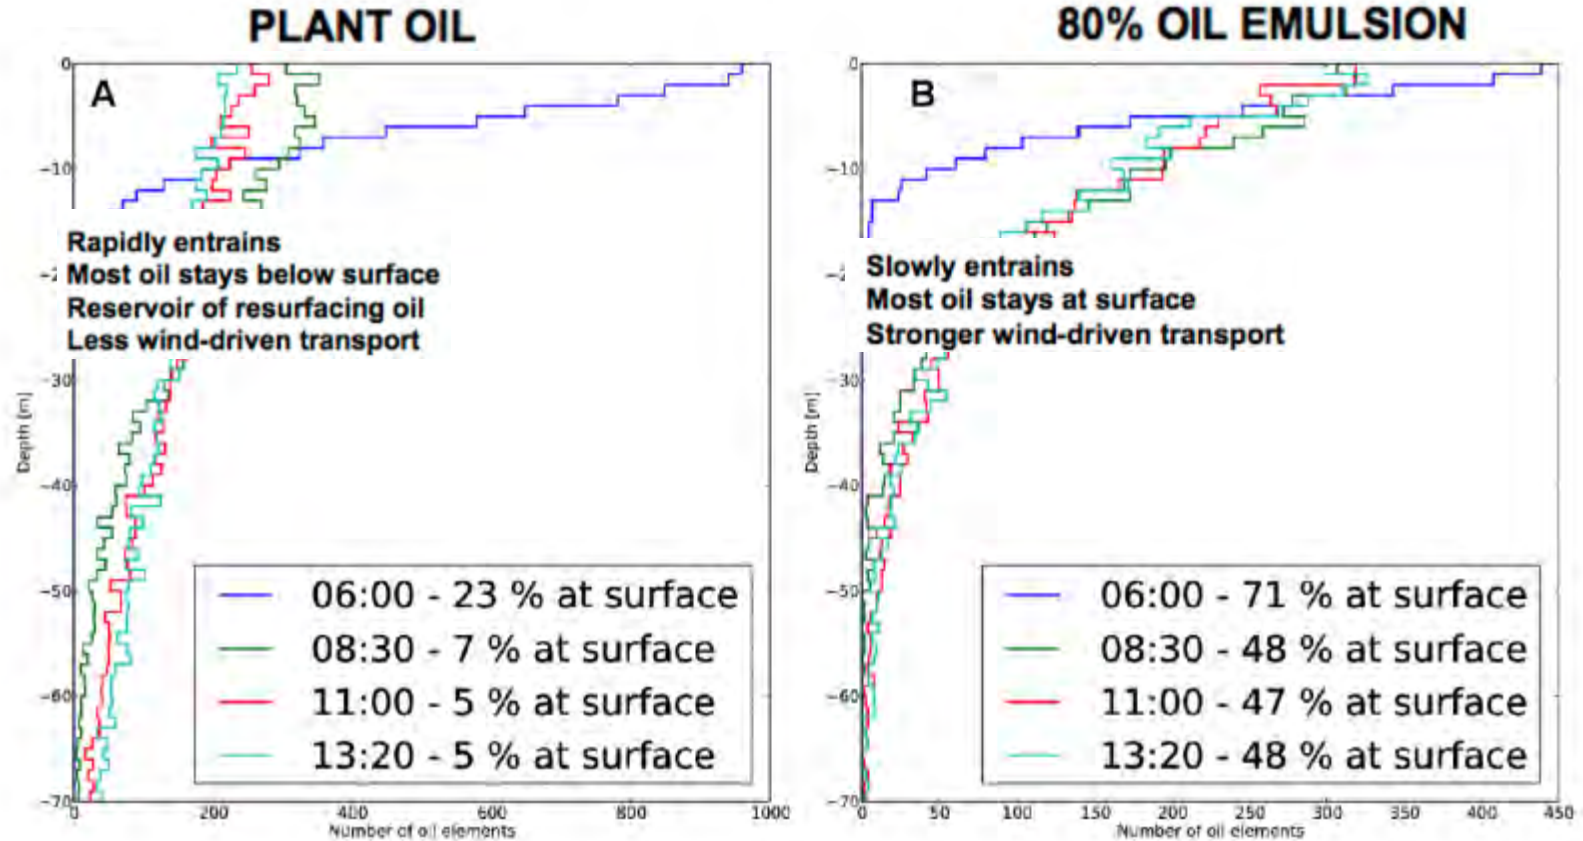 PLANT OIL
80% OIL EMULSION
A
0
−10
−30
−40
−50
−60
−70
Depth [m]
Rapidly entrains
Most oil stays below surface
Reservoir of resurfacing oil
Less wind-driven transport
06:00 - 23 % at surface
08:30 - 7 % at surface
11:00 - 5 % at surface
13:20 - 5 % at surface
0
200
400
600
800
1000
Number of oil elements
B
0
−10
−30
−40
−50
−60
−70
Depth [m]
Slowly entrains
Most oil stays at surface
Stronger wind-driven transport
06:00 - 71 % at surface
08:30 - 48 % at surface
11:00 - 47 % at surface
13:20 - 48 % at surface
0
50
100
150
200
250
300
350
400
450
Number of oil elements